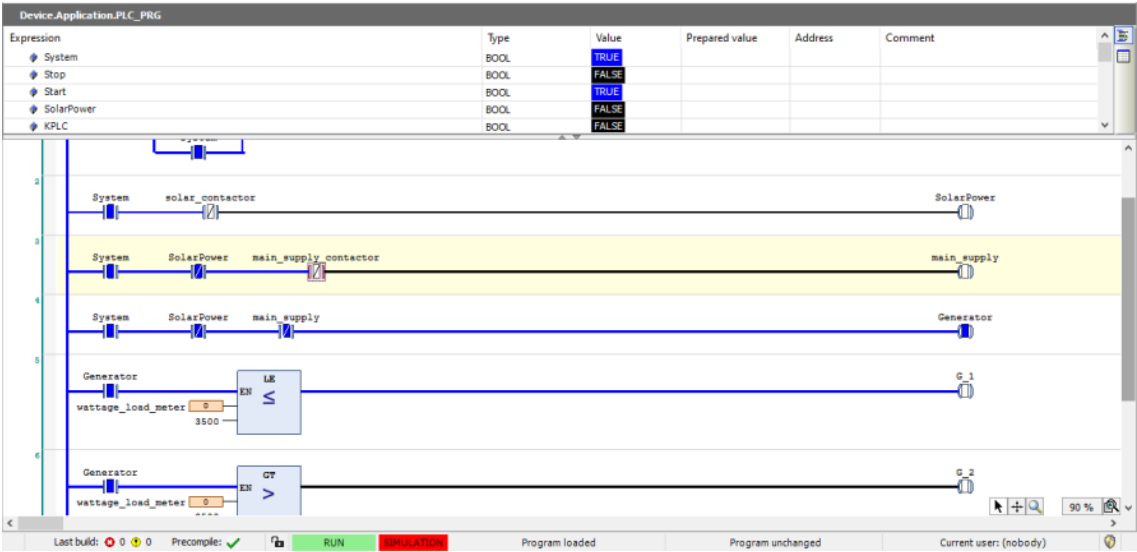 Device.Application.PLC_PRG
Expression Type Value Prepared value Address Comment
System BOOL TRUE
Stop BOOL FALSE
Start BOOL TRUE
SolarPower BOOL FALSE
KPLC BOOL FALSE
2
System solar_contactor SolarPower
3
System SolarPower main_supply_contactor main_supply
4
System SolarPower main_supply Generator
5
Generator LE G_1
EN ≤
wattage_load_meter 0
3500
6
Generator GT G_2
EN >
wattage_load_meter 0
90 %
Last build: 0 0 Precompile: RUN SIMULATION Program loaded Program unchanged Current user: (nobody)